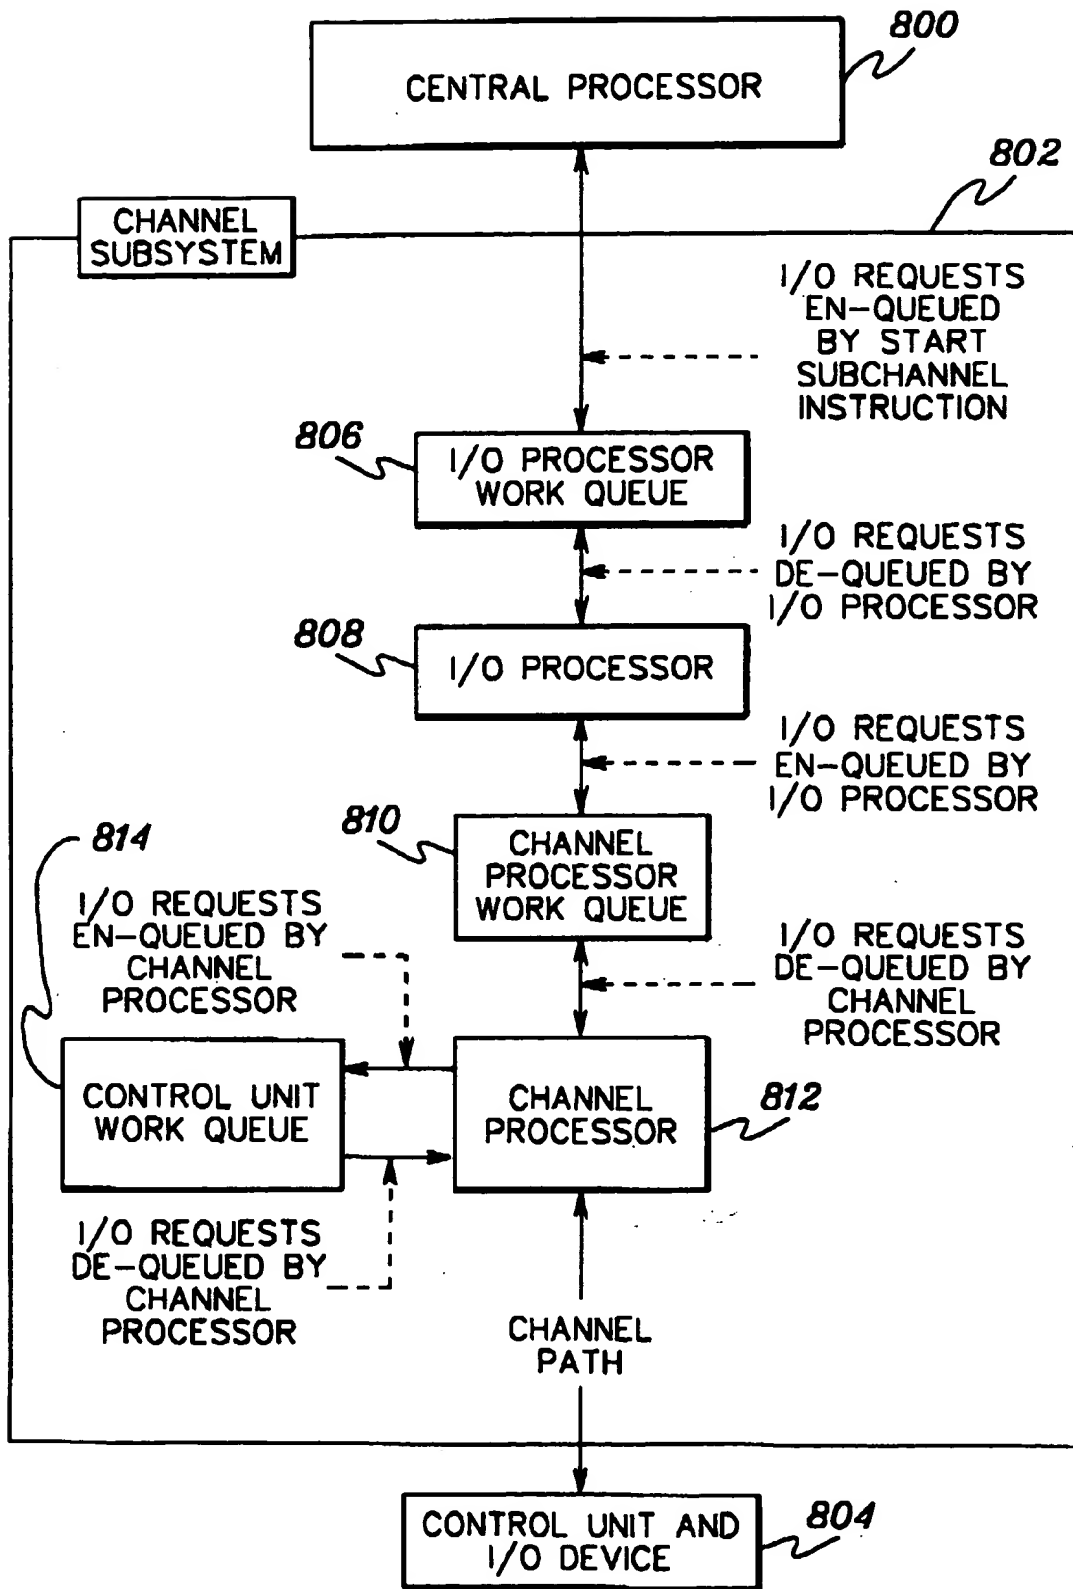 800
CENTRAL PROCESSOR
802
CHANNEL
SUBSYSTEM
I/O REQUESTS
EN-QUEUED
BY START
SUBCHANNEL
INSTRUCTION
806
I/O PROCESSOR
WORK QUEUE
I/O REQUESTS
DE-QUEUED BY
I/O PROCESSOR
808
I/O PROCESSOR
I/O REQUESTS
EN-QUEUED BY
I/O PROCESSOR
810
CHANNEL
PROCESSOR
WORK QUEUE
814
I/O REQUESTS
EN-QUEUED BY
CHANNEL
PROCESSOR
I/O REQUESTS
DE-QUEUED BY
CHANNEL
PROCESSOR
CONTROL UNIT
WORK QUEUE
CHANNEL
PROCESSOR
812
I/O REQUESTS
DE-QUEUED BY
CHANNEL
PROCESSOR
CHANNEL
PATH
CONTROL UNIT AND
I/O DEVICE
804